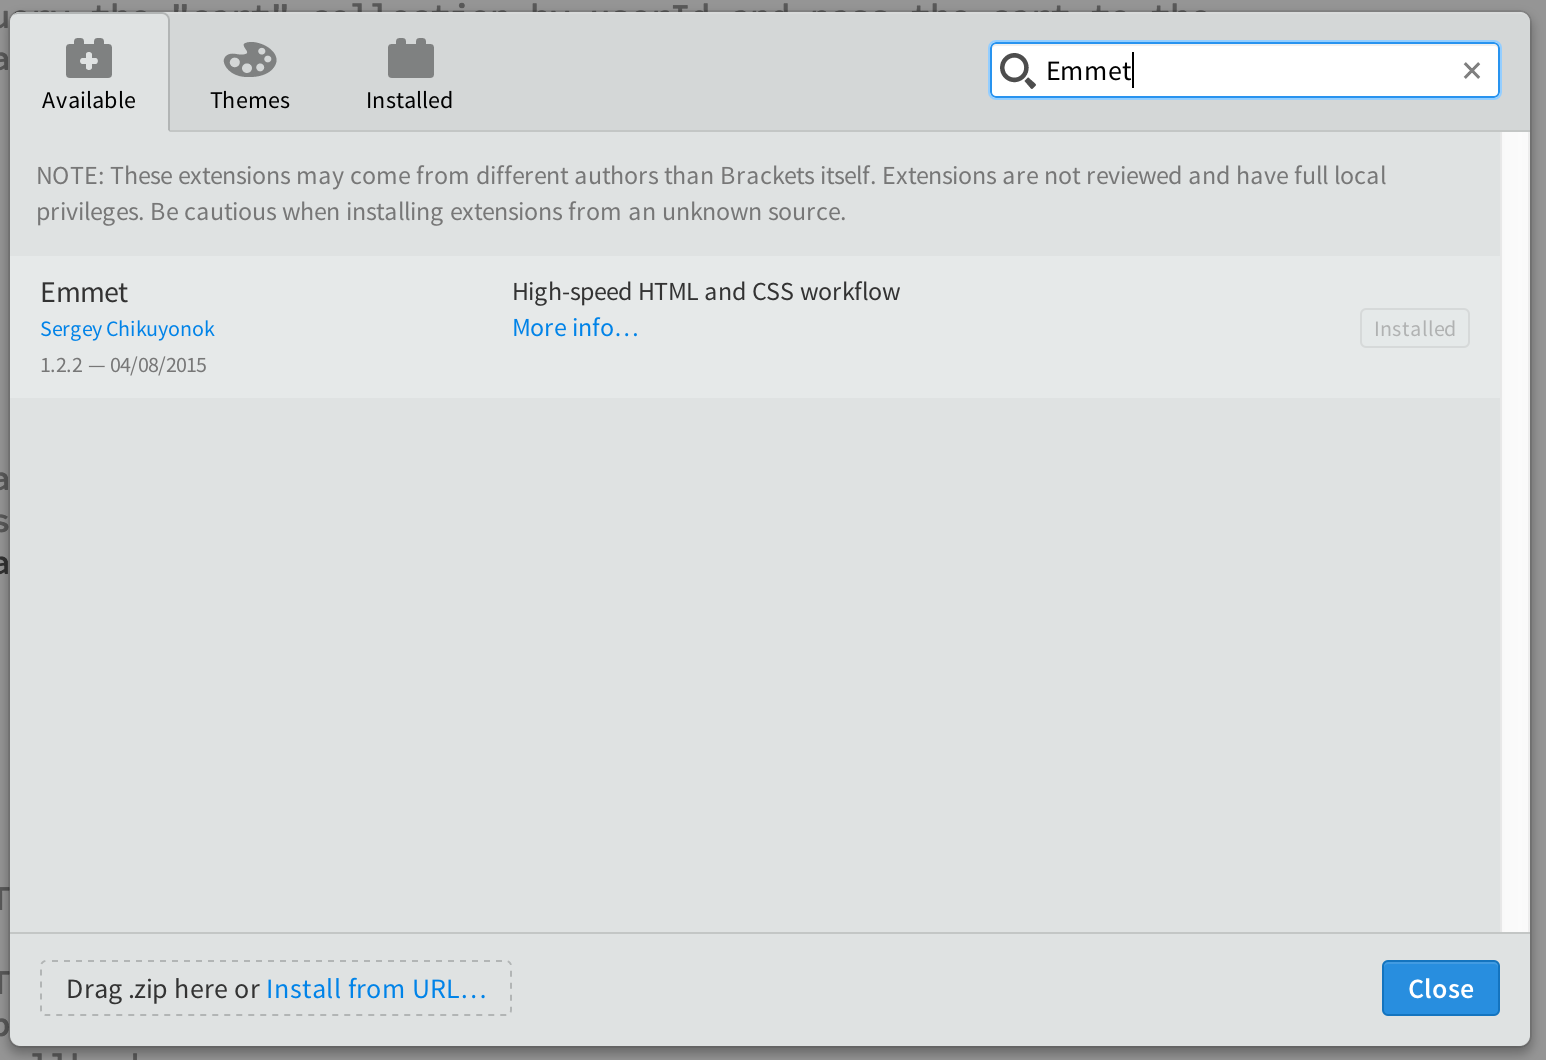 Available
Themes
Installed
Emmet
NOTE: These extensions may come from different authors than Brackets itself. Extensions are not reviewed and have full local
privileges. Be cautious when installing extensions from an unknown source.
Emmet
High-speed HTML and CSS workflow
Sergey Chikuyonok
More info...
Installed
1.2.2 — 04/08/2015
Drag .zip here or Install from URL...
Close